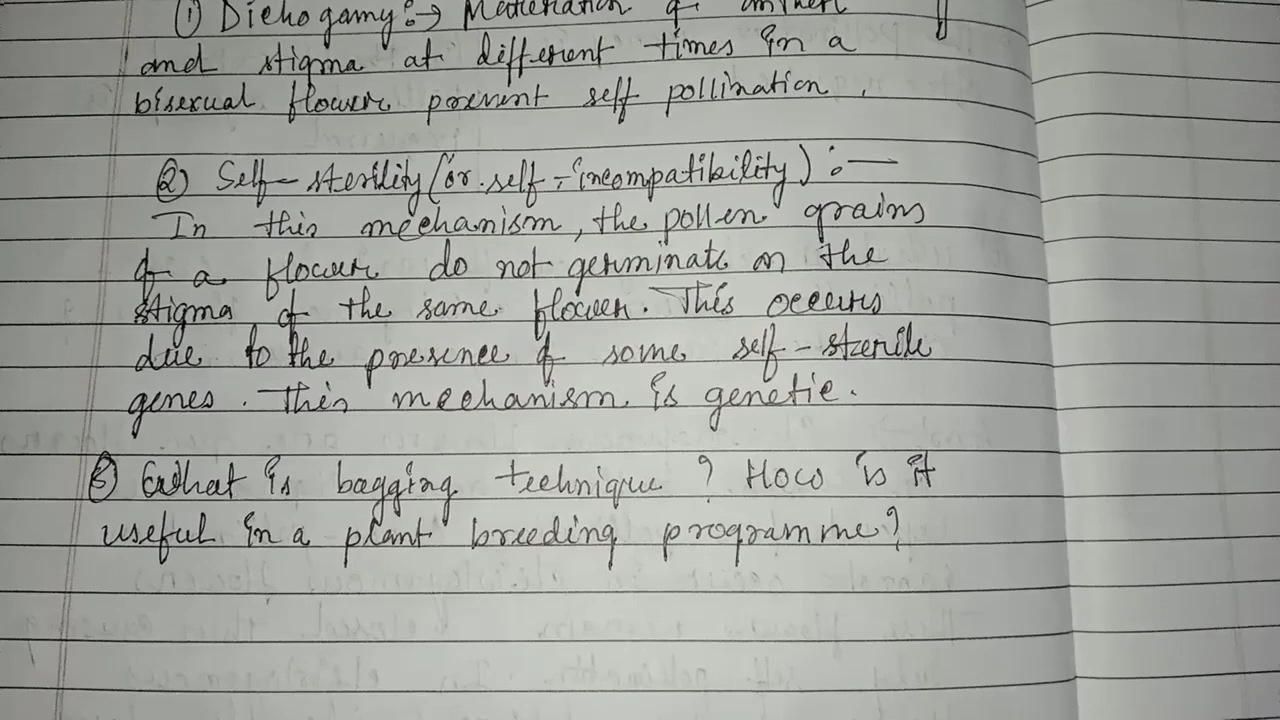 ① Dichogamy:→ Maturation of anther
and stigma at different times in a
bisexual flower prevent self pollination.
② Self-sterility (or self-incompatibility) :—
In this mechanism, the pollen grains
of a flower do not germinate on the
stigma of the same flower. This occurs
due to the presence of some self-sterile
genes. This mechanism is genetic.
③ What is bagging technique? How is it
useful in a plant breeding programme?